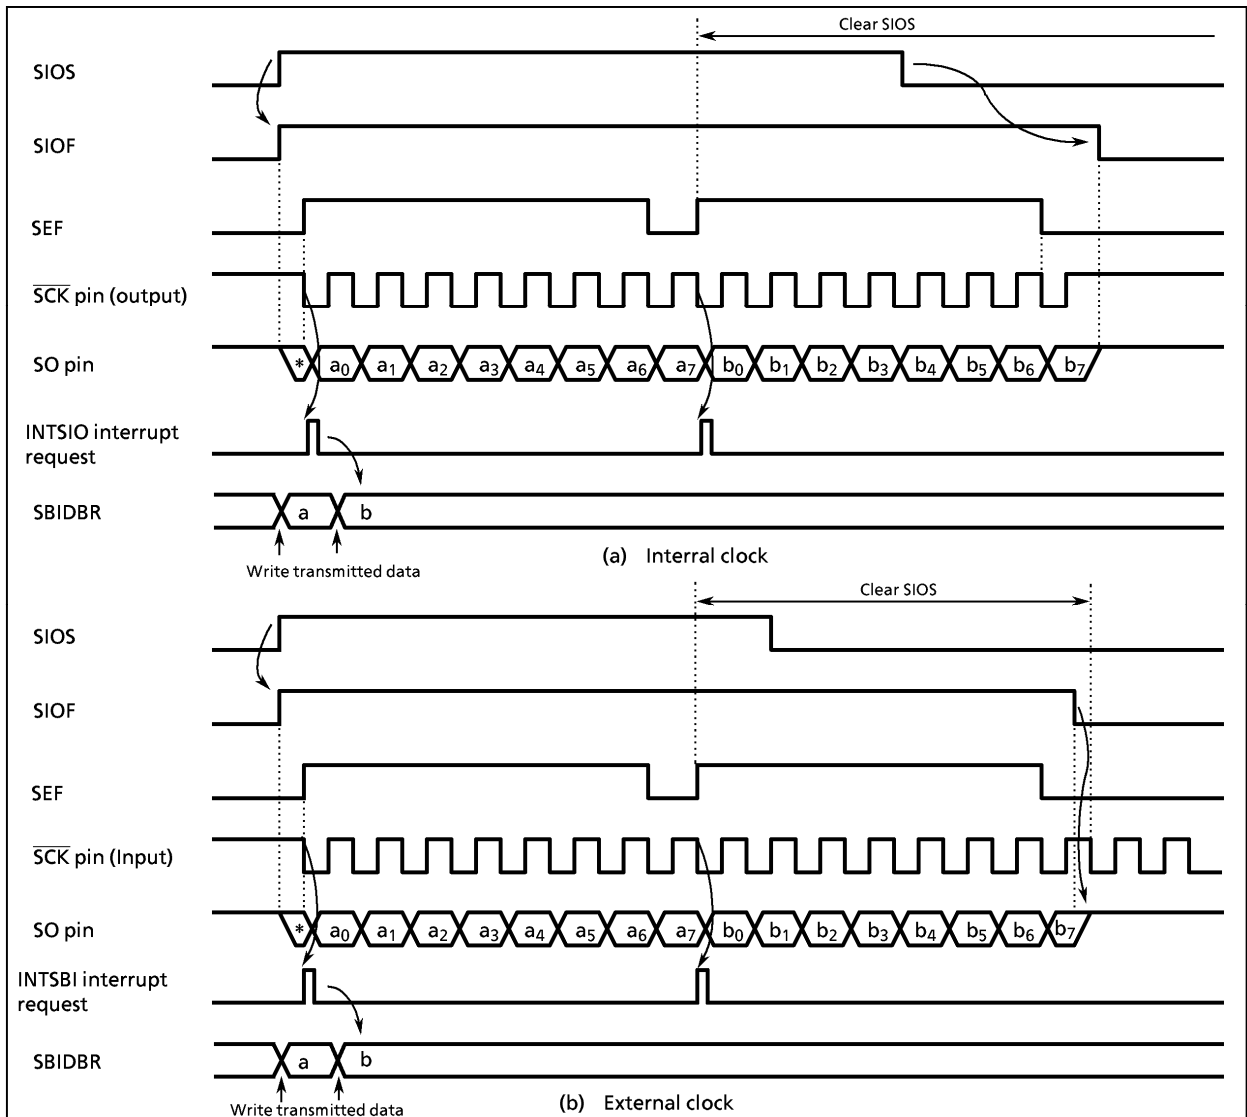 Clear SIOS
SIOS
SIOF
SEF
S̅C̅K̅ pin (output)
SO pin
* a₀ a₁ a₂ a₃ a₄ a₅ a₆ a₇ b₀ b₁ b₂ b₃ b₄ b₅ b₆ b₇
INTSIO interrupt
request
SBIDBR
a b
Write transmitted data
(a) Interral clock
Clear SIOS
SIOS
SIOF
SEF
S̅C̅K̅ pin (Input)
SO pin
* a₀ a₁ a₂ a₃ a₄ a₅ a₆ a₇ b₀ b₁ b₂ b₃ b₄ b₅ b₆ b₇
INTSBI interrupt
request
SBIDBR
a b
Write transmitted data
(b) External clock